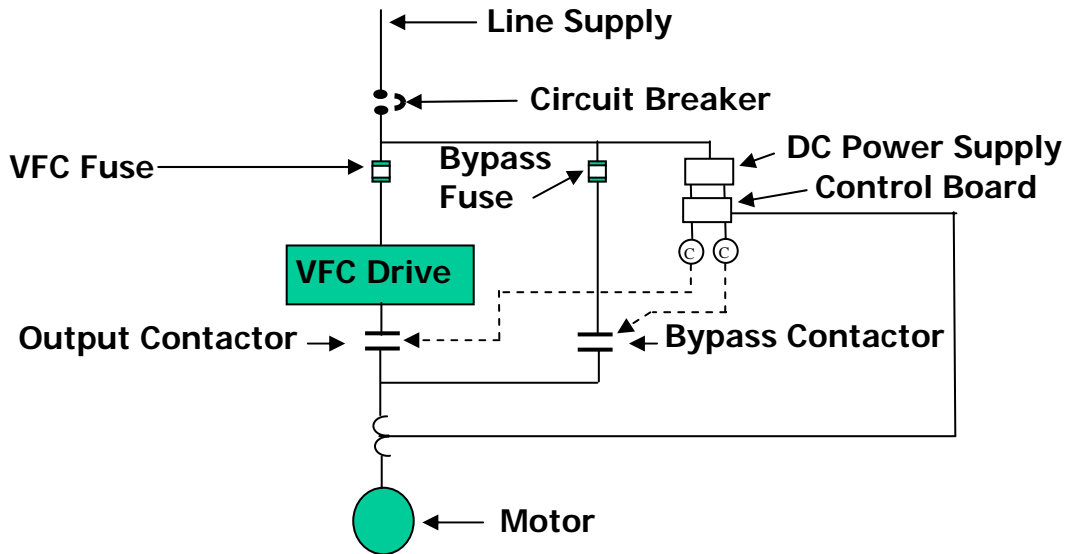 Line Supply
Circuit Breaker
VFC Fuse
Bypass
Fuse
DC Power Supply
Control Board
C
C
VFC Drive
Output Contactor
Bypass Contactor
Motor